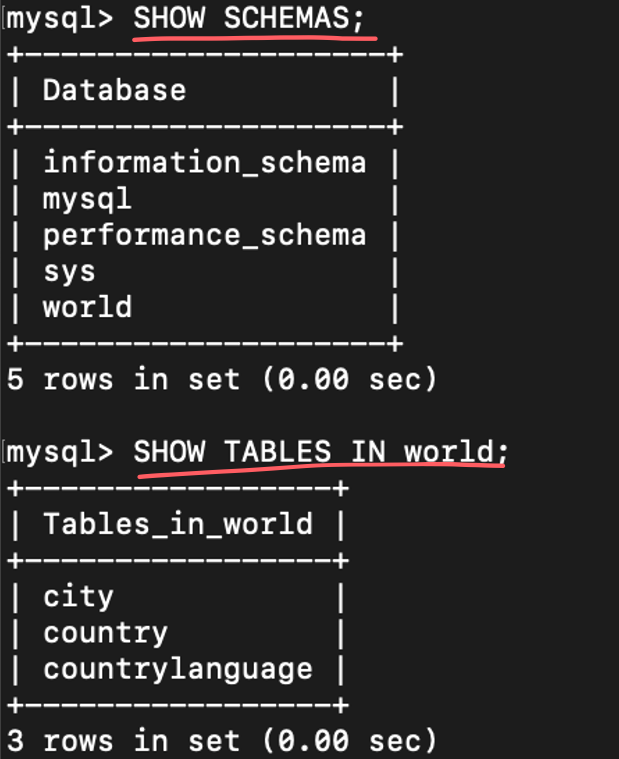 mysql> SHOW SCHEMAS;
+--------------------+
| Database           |
+--------------------+
| information_schema |
| mysql              |
| performance_schema |
| sys                |
| world              |
+--------------------+
5 rows in set (0.00 sec)

mysql> SHOW TABLES IN world;
+-----------------+
| Tables_in_world |
+-----------------+
| city            |
| country         |
| countrylanguage |
+-----------------+
3 rows in set (0.00 sec)